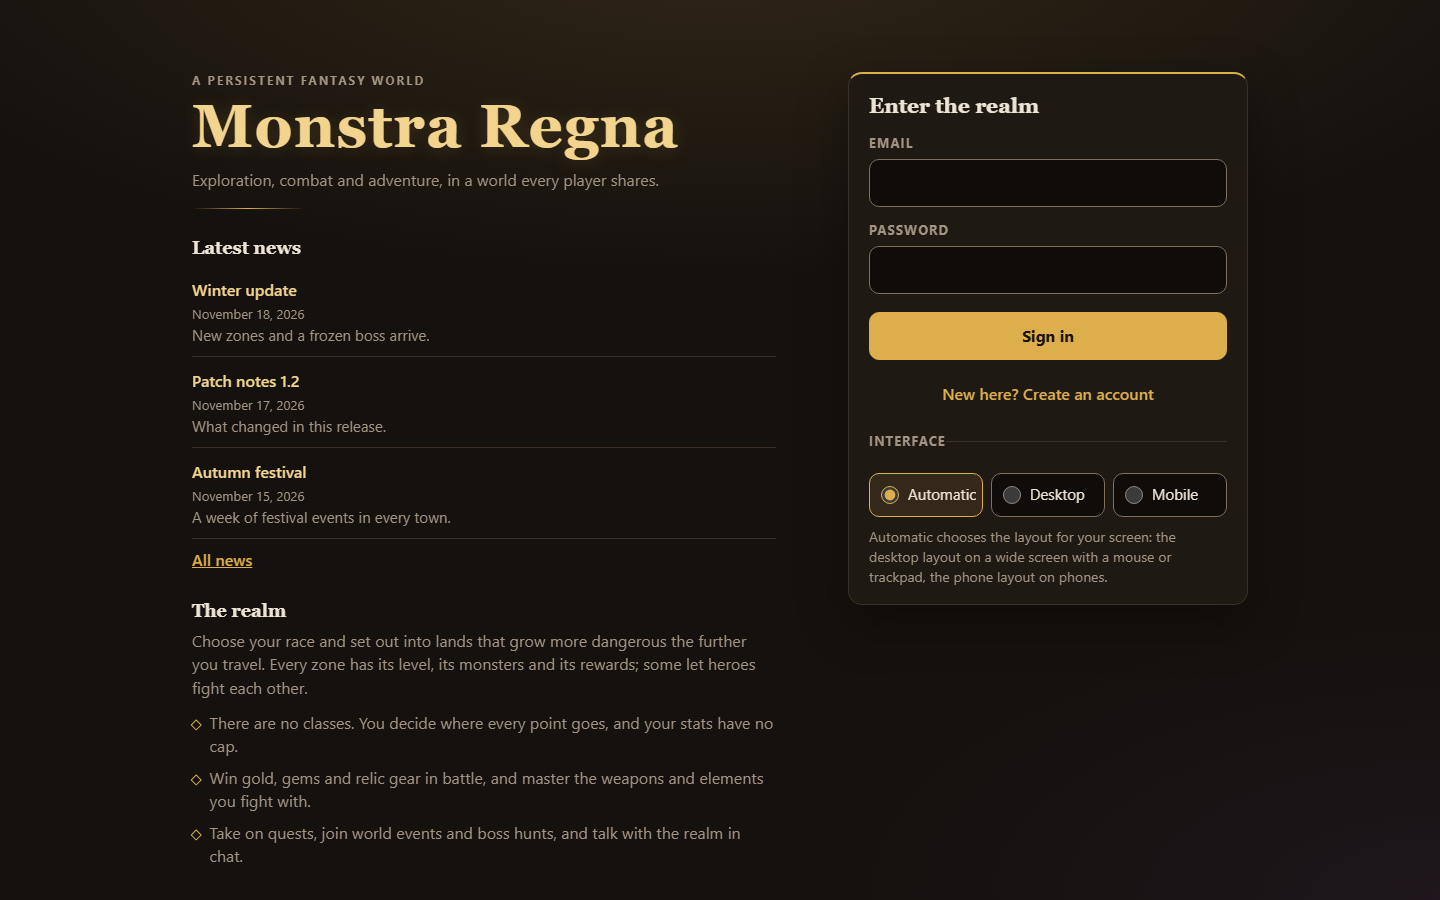 A PERSISTENT FANTASY WORLD
Monstra Regna
Exploration, combat and adventure, in a world every player shares.
Latest news
Winter update
November 18, 2026
New zones and a frozen boss arrive.
Patch notes 1.2
November 17, 2026
What changed in this release.
Autumn festival
November 15, 2026
A week of festival events in every town.
All news
The realm
Choose your race and set out into lands that grow more dangerous the further
you travel. Every zone has its level, its monsters and its rewards; some let heroes
fight each other.
There are no classes. You decide where every point goes, and your stats have no
cap.
Win gold, gems and relic gear in battle, and master the weapons and elements
you fight with.
Take on quests, join world events and boss hunts, and talk with the realm in
chat.
Enter the realm
EMAIL
PASSWORD
Sign in
New here? Create an account
INTERFACE
Automatic
Desktop
Mobile
Automatic chooses the layout for your screen: the
desktop layout on a wide screen with a mouse or
trackpad, the phone layout on phones.